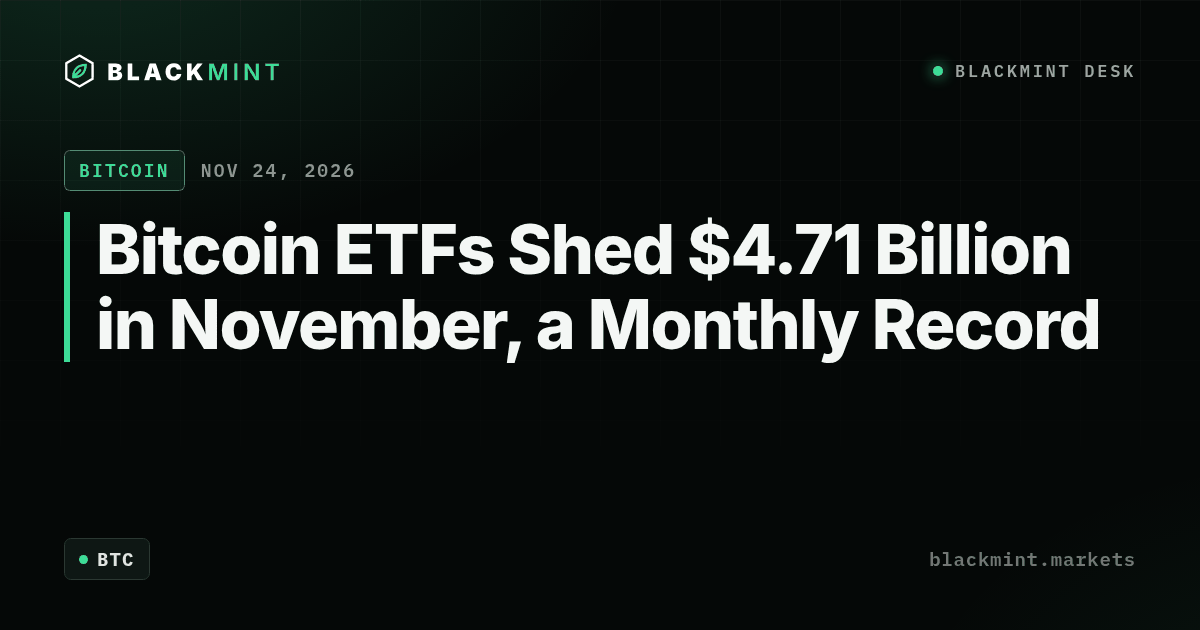 BLACKMINT
BLACKMINT DESK
BITCOIN
NOV 24, 2026
Bitcoin ETFs Shed $4.71 Billion
in November, a Monthly Record
BTC
blackmint.markets